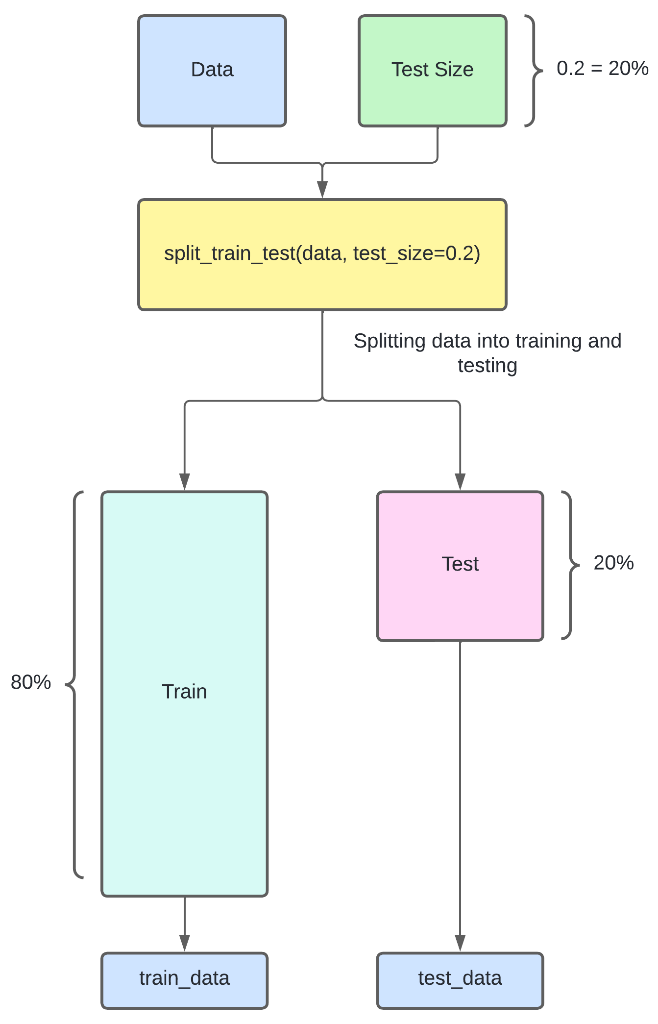 Data
Test Size
0.2 = 20%
split_train_test(data, test_size=0.2)
Splitting data into training and
testing
Test
20%
80%
Train
train_data
test_data